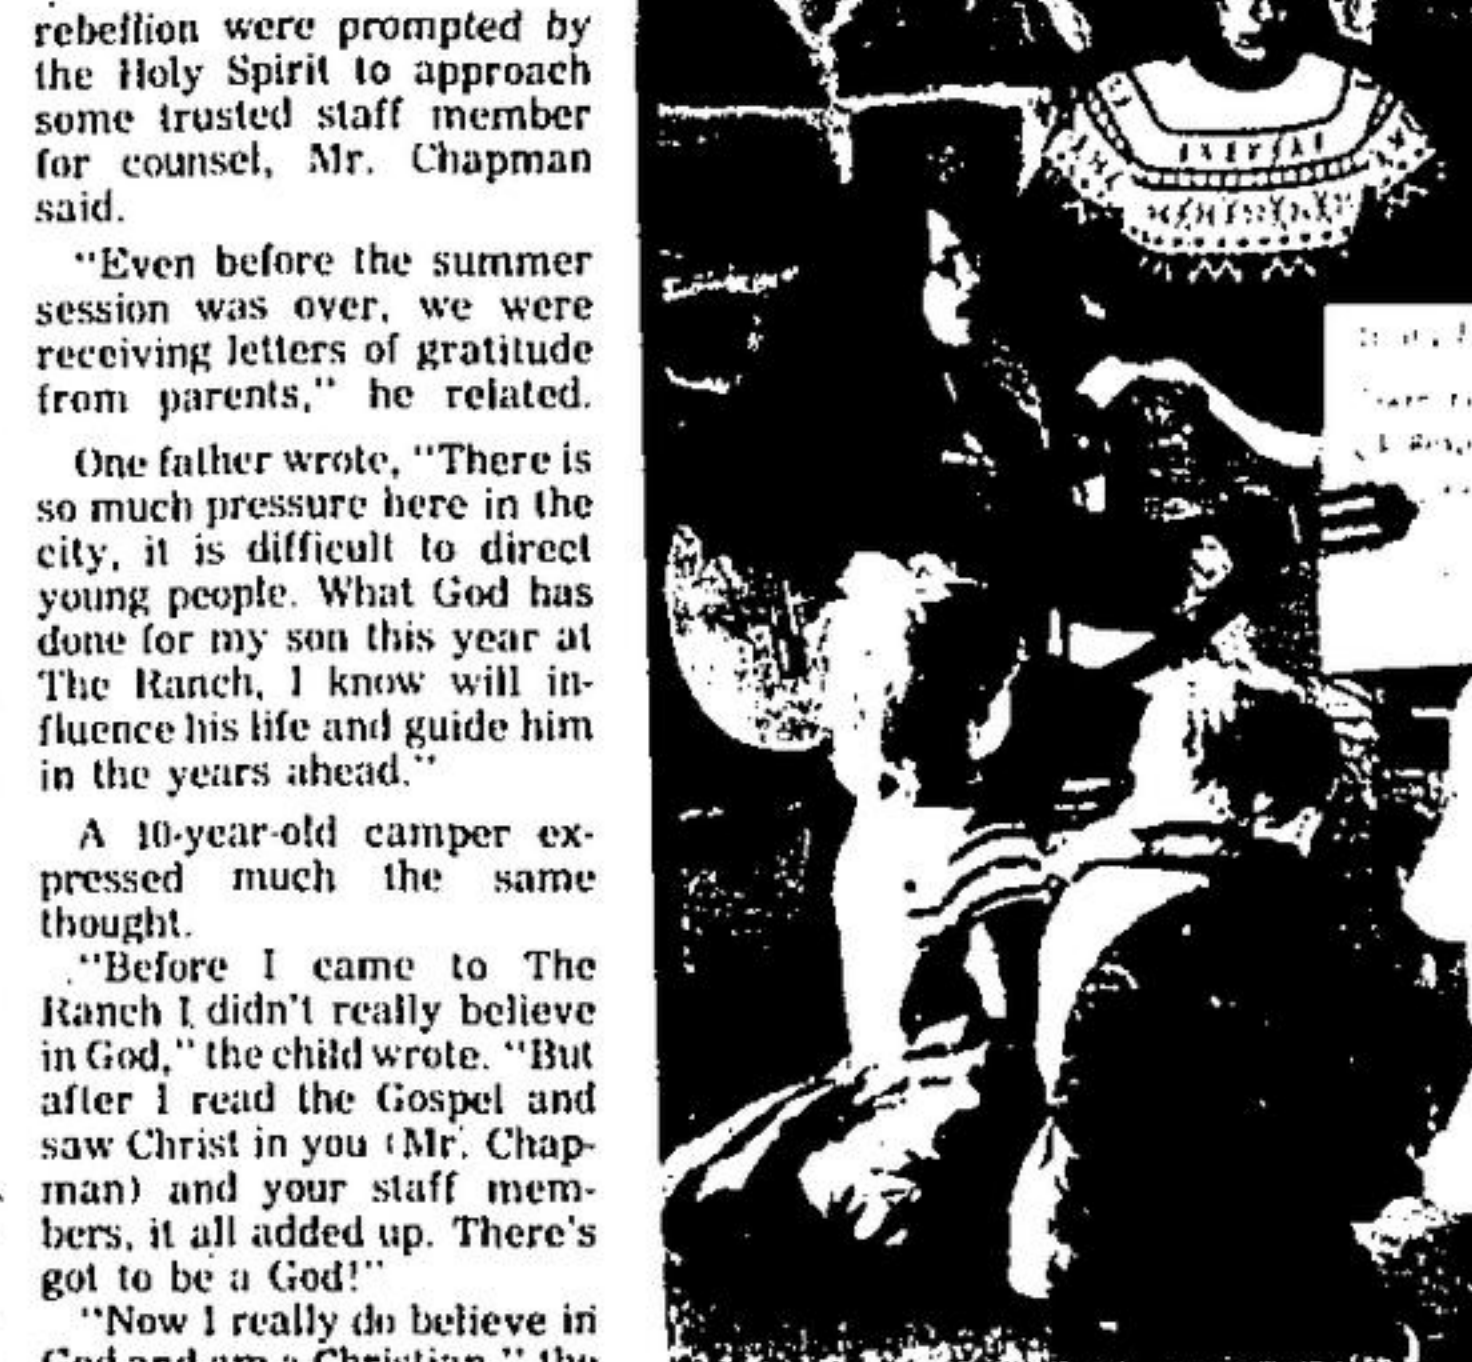 rebellion were prompted by
the Holy Spirit to approach
some trusted staff member
for counsel, Mr. Chapman
said.
"Even before the summer
session was over, we were
receiving letters of gratitude
from parents," he related.
One father wrote, "There is
so much pressure here in the
city, it is difficult to direct
young people. What God has
done for my son this year at
The Ranch, I know will in-
fluence his life and guide him
in the years ahead."
A 10-year-old camper ex-
pressed much the same
thought.
"Before I came to The
Ranch I didn't really believe
in God," the child wrote. "But
after I read the Gospel and
saw Christ in you (Mr. Chap-
man) and your staff mem-
bers, it all added up. There's
got to be a God!"
"Now I really do believe in
God and am a Christian," the